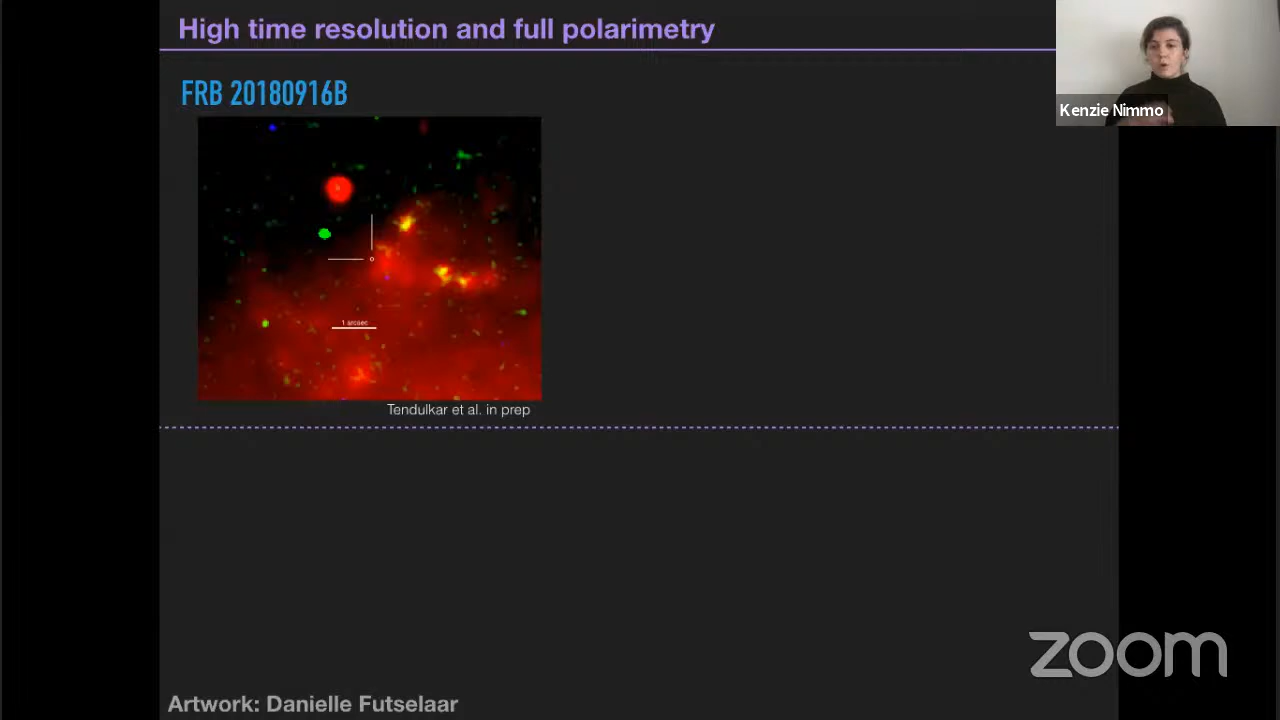 High time resolution and full polarimetry
Kenzie Nimmo
FRB 20180916B
1 arcsec
Tendulkar et al. in prep
zoom
Artwork: Danielle Futselaar